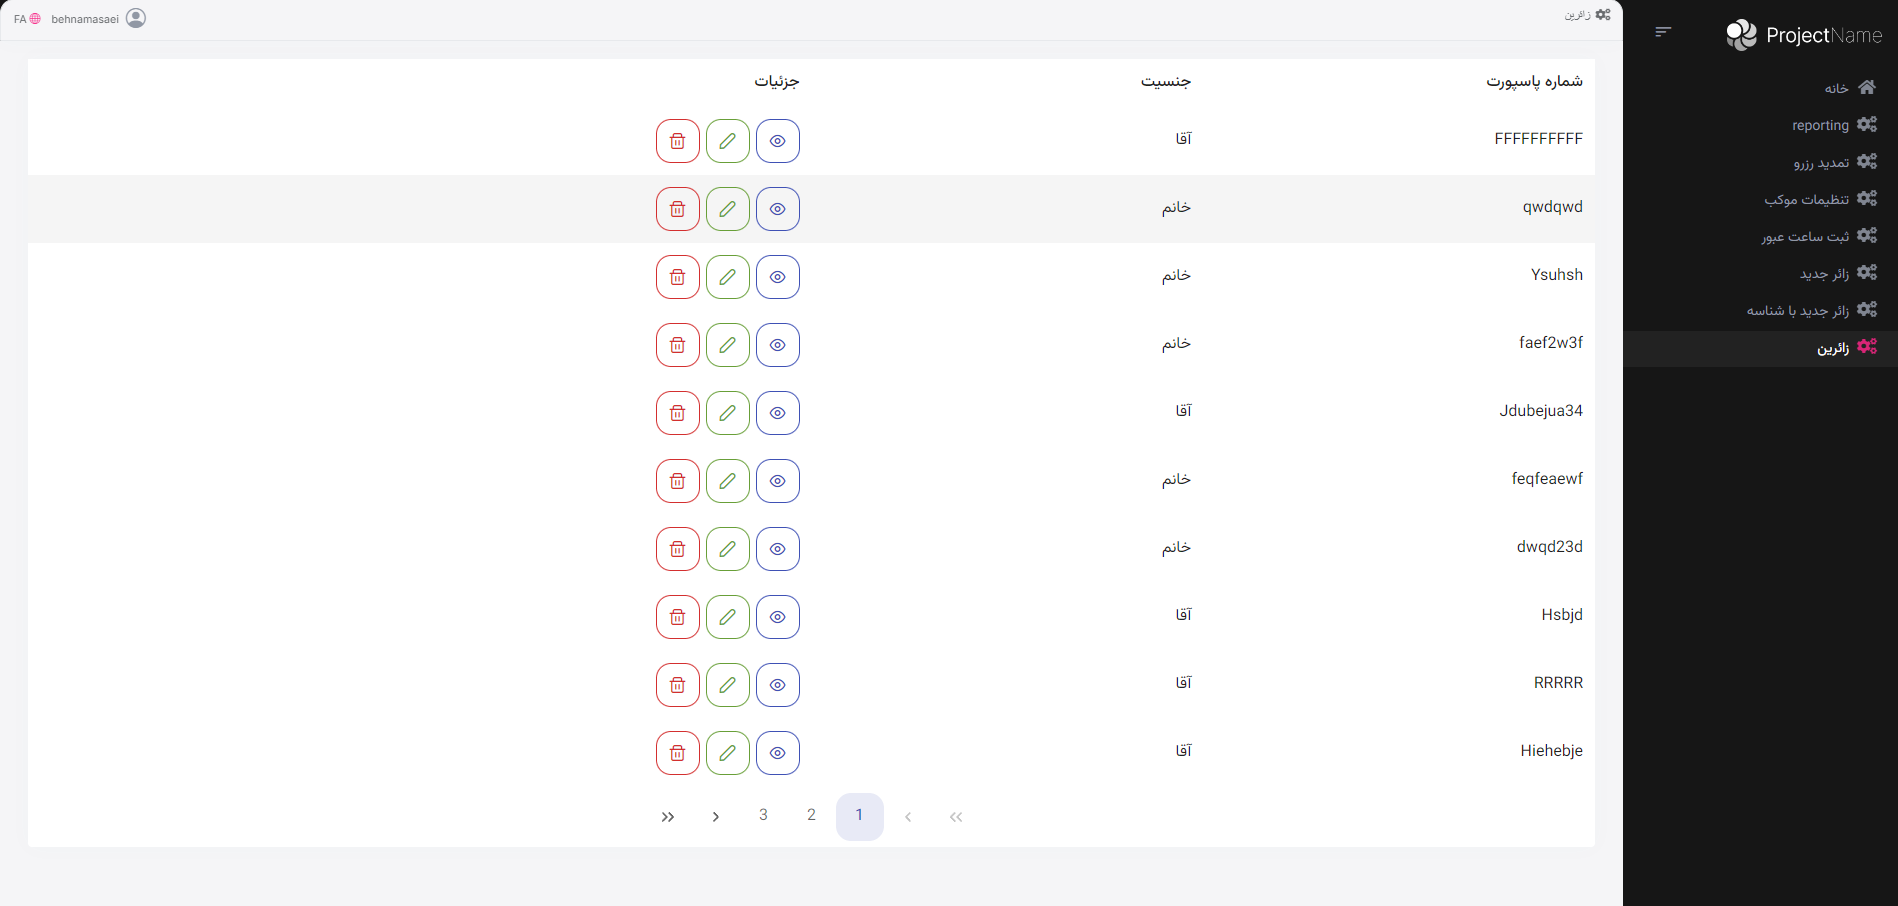 ProjectName
خانه
reporting
تمدید رزرو
تنظیمات موکب
ثبت ساعت عبور
زائر جدید
زائر جدید با شناسه
زائرین
زائرین
behnamasaei
FA
شماره پاسپورت جنسیت جزئیات
FFFFFFFFFF آقا
qwdqwd خانم
Ysuhsh خانم
faef2w3f خانم
Jdubejua34 آقا
feqfeaewf خانم
dwqd23d خانم
Hsbjd آقا
RRRRR آقا
Hiehebje آقا
1 2 3